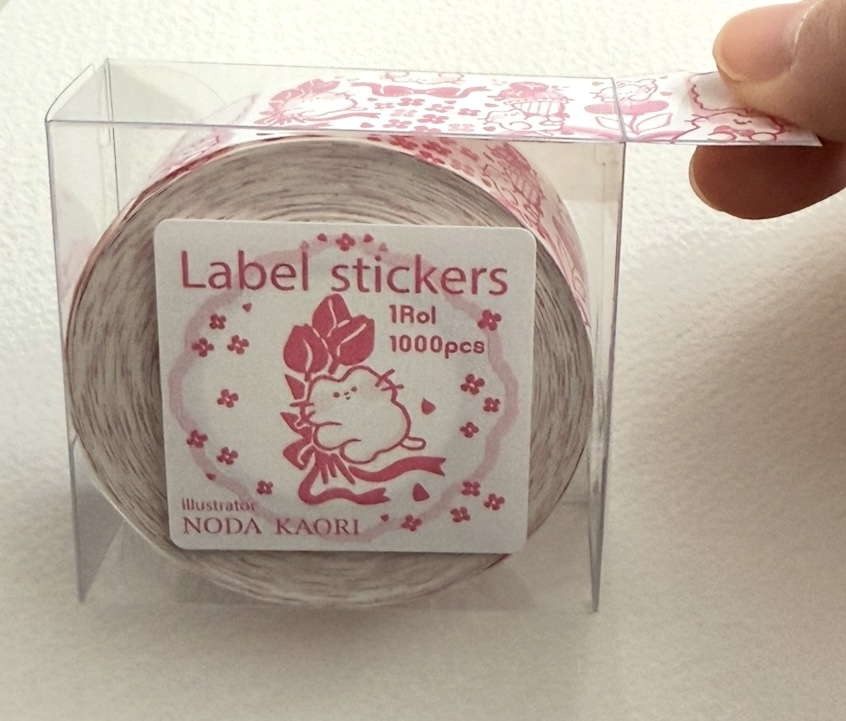 Label stickers
1Rol
1000pcs
illustrator
NODA KAORI